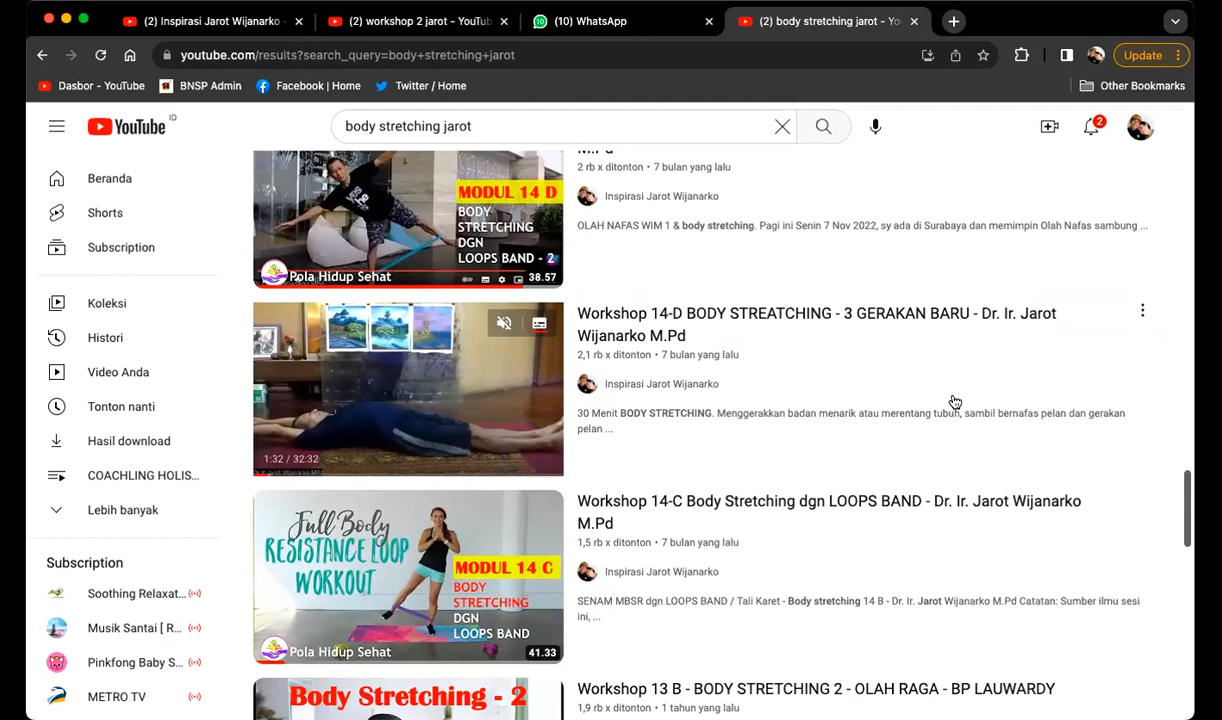 (2) Inspirasi Jarot Wijanarko -
(2) workshop 2 jarot – YouTub
(10) WhatsApp
(2) body stretching jarot – Yo
youtube.com/results?search_query=body+stretching+jarot
Update
Dasbor - YouTube
BNSP Admin
Facebook | Home
Twitter / Home
Other Bookmarks
YouTube ID
body stretching jarot
2
Beranda
Shorts
Subscription
Koleksi
Histori
Video Anda
Tonton nanti
Hasil download
COACHLING HOLIS...
Lebih banyak
Subscription
Soothing Relaxat...
Musik Santai [ R...
Pinkfong Baby S...
METRO TV
MODUL 14 D
BODY
STRETCHING
DGN
LOOPS BAND - 2
Pola Hidup Sehat
38.57
M.Pd
2 rb x ditonton • 7 bulan yang lalu
Inspirasi Jarot Wijanarko
OLAH NAFAS WIM 1 & body stretching. Pagi ini Senin 7 Nov 2022, sy ada di Surabaya dan memimpin Olah Nafas sambung ...
1:32 / 32:32
Workshop 14-D BODY STREATCHING - 3 GERAKAN BARU - Dr. Ir. Jarot
Wijanarko M.Pd
2,1 rb x ditonton • 7 bulan yang lalu
Inspirasi Jarot Wijanarko
30 Menit BODY STRETCHING. Menggerakkan badan menarik atau merentang tubuh, sambil bernafas pelan dan gerakan
pelan ...
Full Body
RESISTANCE LOOP
WORKOUT
MODUL 14 C
BODY
STRETCHING
DGN
LOOPS BAND
Pola Hidup Sehat
41.33
Workshop 14-C Body Stretching dgn LOOPS BAND - Dr. Ir. Jarot Wijanarko
M.Pd
1,5 rb x ditonton • 7 bulan yang lalu
Inspirasi Jarot Wijanarko
SENAM MBSR dgn LOOPS BAND / Tali Karet - Body stretching 14 B - Dr. Ir. Jarot Wijanarko M.Pd Catatan: Sumber ilmu sesi
ini, ...
Body Stretching - 2
Workshop 13 B - BODY STRETCHING 2 - OLAH RAGA - BP LAUWARDY
1,9 rb x ditonton • 1 tahun yang lalu